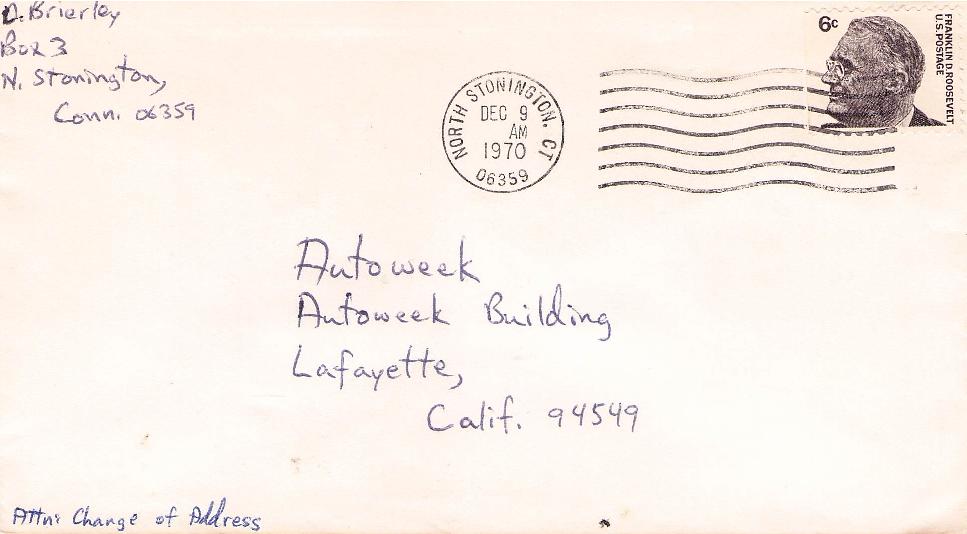 D. Brierley
Box 3
N. Stonington,
Conn. 06359
NORTH STONINGTON, CT
DEC 9
AM
1970
06359
6c
FRANKLIN D. ROOSEVELT
U.S. POSTAGE
Autoweek
Autoweek Building
Lafayette,
Calif. 94549
Attn: Change of Address